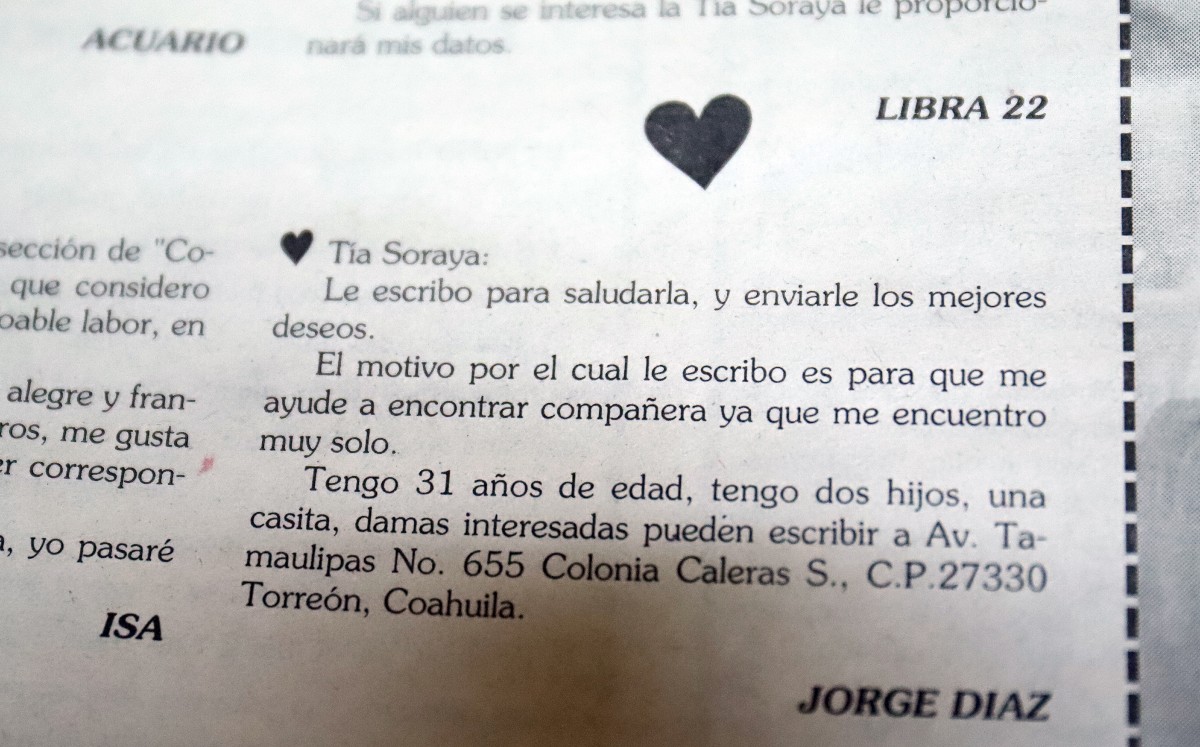 Si alguien se interesa la Tía Soraya le proporcio-
nará mis datos.
ACUARIO
LIBRA 22
sección de "Co-
que considero
labor, en
alegre y fran-
me gusta
correspon-
yo pasaré
ISA
Tía Soraya:
Le escribo para saludarla, y enviarle los mejores
deseos.
El motivo por el cual le escribo es para que me
ayude a encontrar compañera ya que me encuentro
muy solo.
Tengo 31 años de edad, tengo dos hijos, una
casita, damas interesadas pueden escribir a Av. Ta-
maulipas No. 655 Colonia Caleras S., C.P.27330
Torreón, Coahuila.
JORGE DIAZ